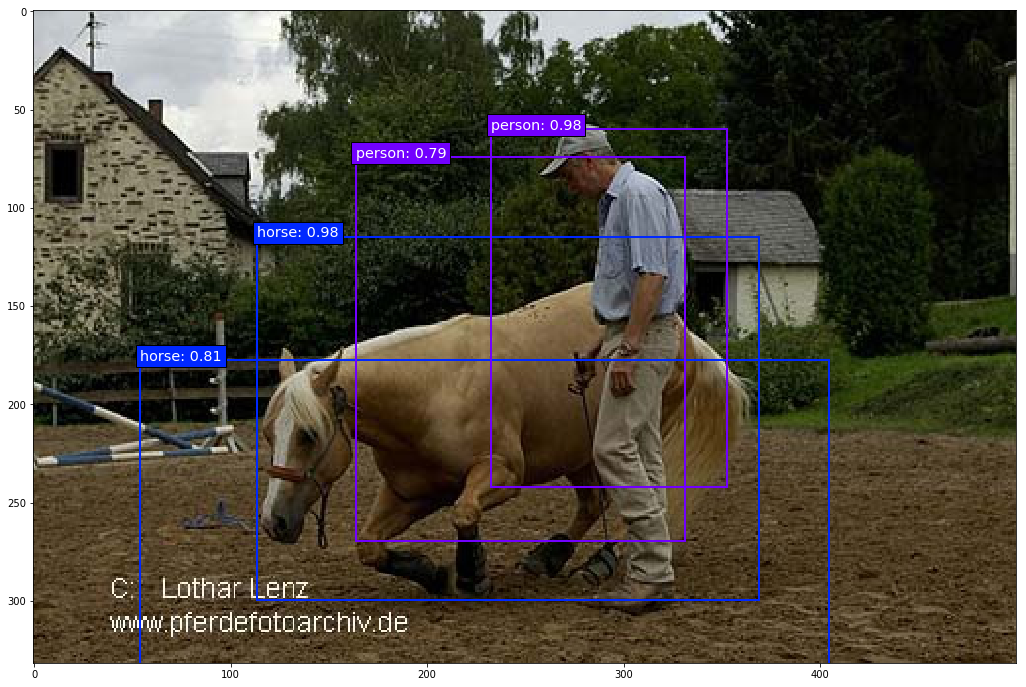 0
50
100
150
200
250
300
0
100
200
300
400
person: 0.98
person: 0.79
horse: 0.98
horse: 0.81
C: Lothar Lenz
www.pferdefotoarchiv.de